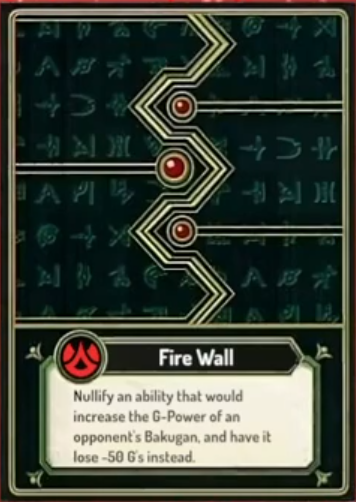 Fire Wall
Nullify an ability that would
increase the G-Power of an
opponent's Bakugan, and have it
lose -50 G's instead.